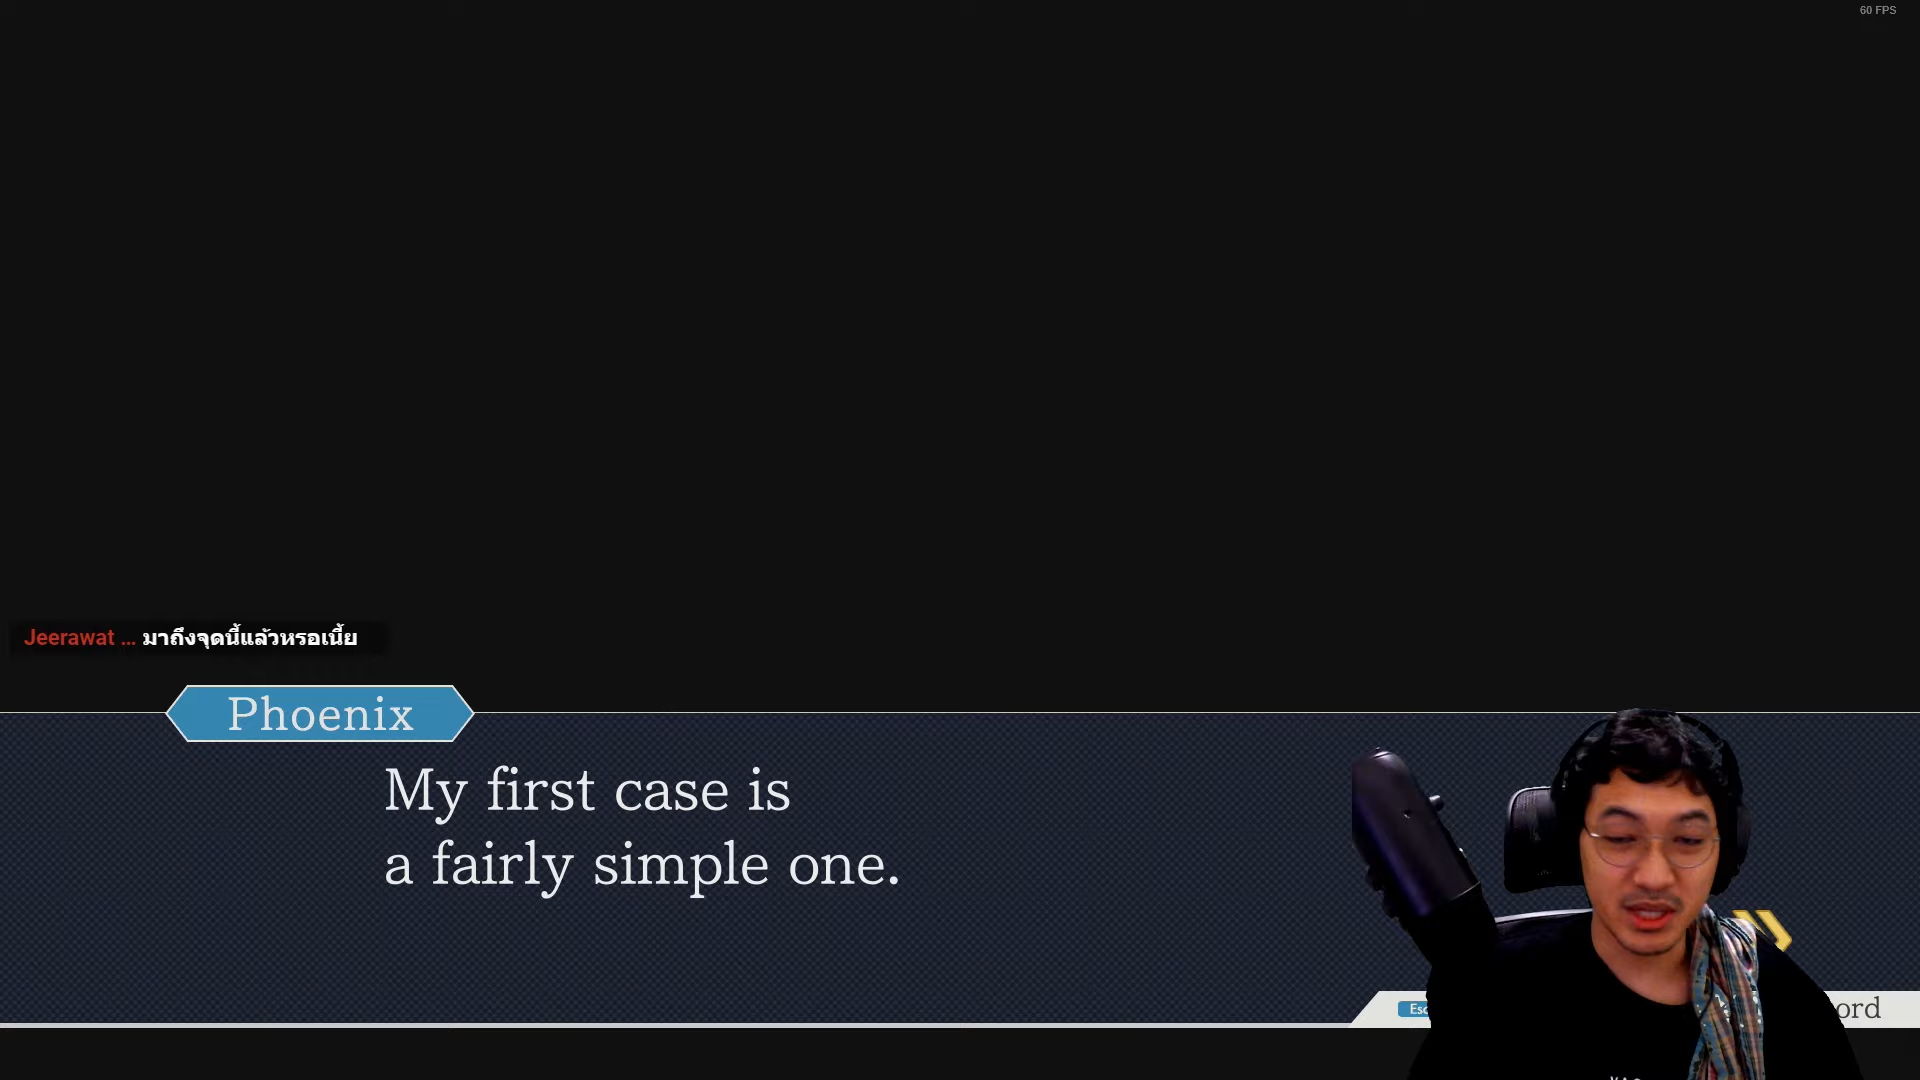 60 FPS
Jeerawat ... มาถึงจุดนี้แล้วหรอเนี้ย
Phoenix
My first case is
a fairly simple one.
Esc
ord